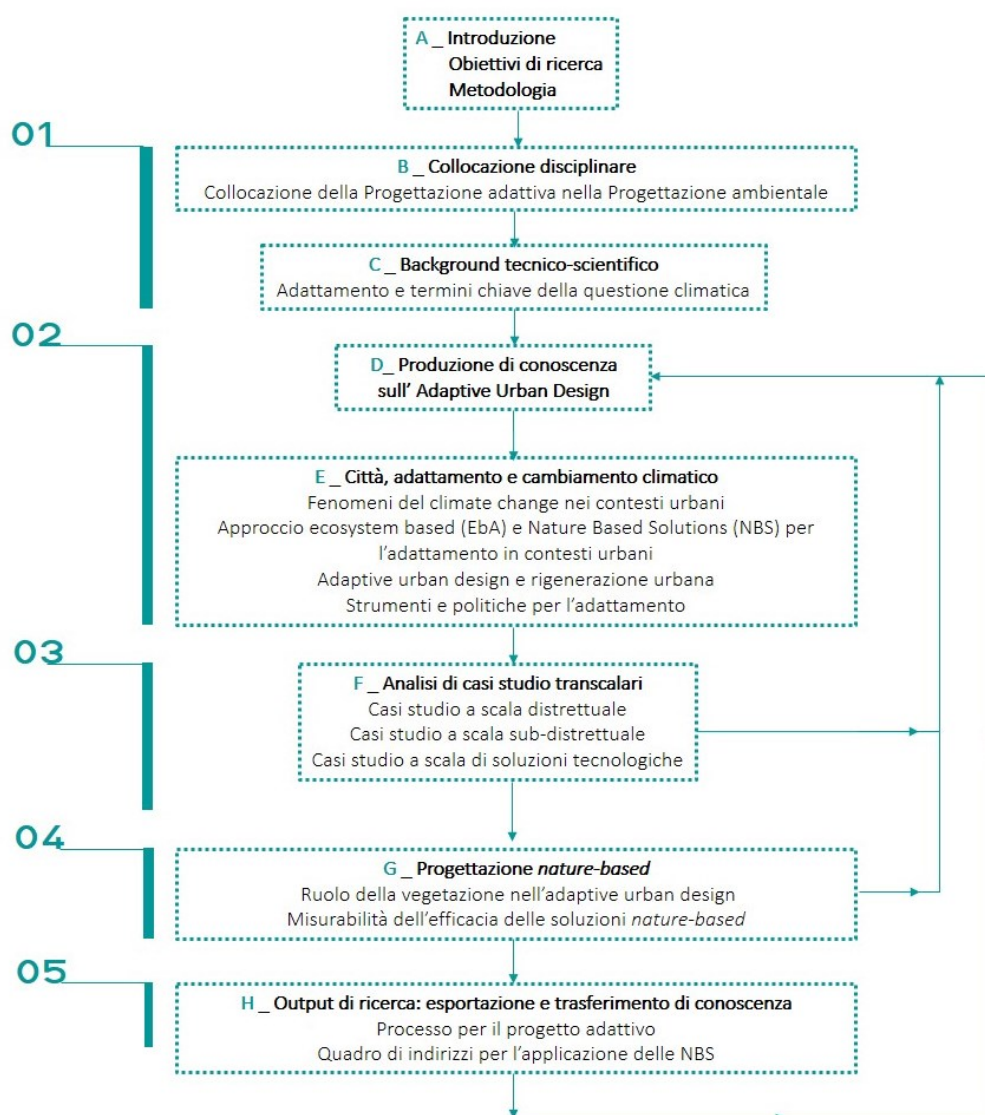 A _ Introduzione
Obiettivi di ricerca
Metodologia
01
B _ Collocazione disciplinare
Collocazione della Progettazione adattiva nella Progettazione ambientale
C _ Background tecnico-scientifico
Adattamento e termini chiave della questione climatica
02
D_ Produzione di conoscenza
sull' Adaptive Urban Design
E _ Città, adattamento e cambiamento climatico
Fenomeni del climate change nei contesti urbani
Approccio ecosystem based (EbA) e Nature Based Solutions (NBS) per
l'adattamento in contesti urbani
Adaptive urban design e rigenerazione urbana
Strumenti e politiche per l'adattamento
03
F _ Analisi di casi studio transcalari
Casi studio a scala distrettuale
Casi studio a scala sub-distrettuale
Casi studio a scala di soluzioni tecnologiche
04
G _ Progettazione nature-based
Ruolo della vegetazione nell'adaptive urban design
Misurabilità dell'efficacia delle soluzioni nature-based
05
H _ Output di ricerca: esportazione e trasferimento di conoscenza
Processo per il progetto adattivo
Quadro di indirizzi per l'applicazione delle NBS